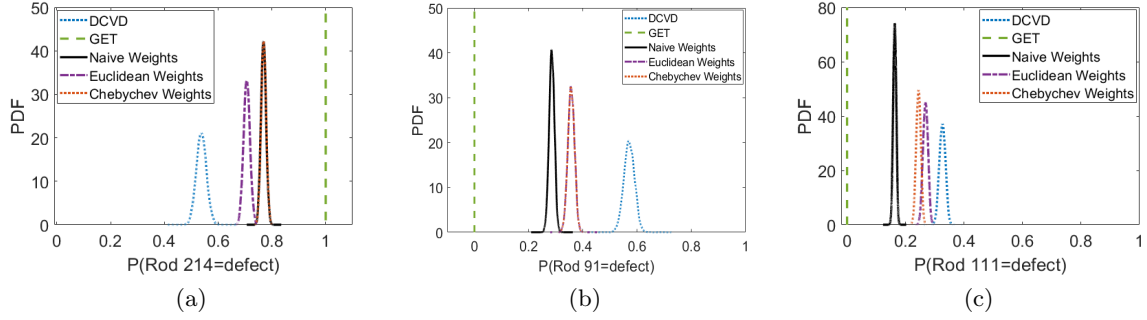 PDF
50
40
30
20
10
0
DCVD
GET
Naive Weights
Euclidean Weights
Chebychev Weights
0 0.2 0.4 0.6 0.8 1
P(Rod 214=defect)
(a)
PDF
50
40
30
20
10
0
DCVD
GET
Naive Weights
Euclidean Weights
Chebychev Weights
0 0.2 0.4 0.6 0.8 1
P(Rod 91=defect)
(b)
PDF
80
60
40
20
0
DCVD
GET
Naive Weights
Euclidean Weights
Chebychev Weights
0 0.2 0.4 0.6 0.8 1
P(Rod 111=defect)
(c)